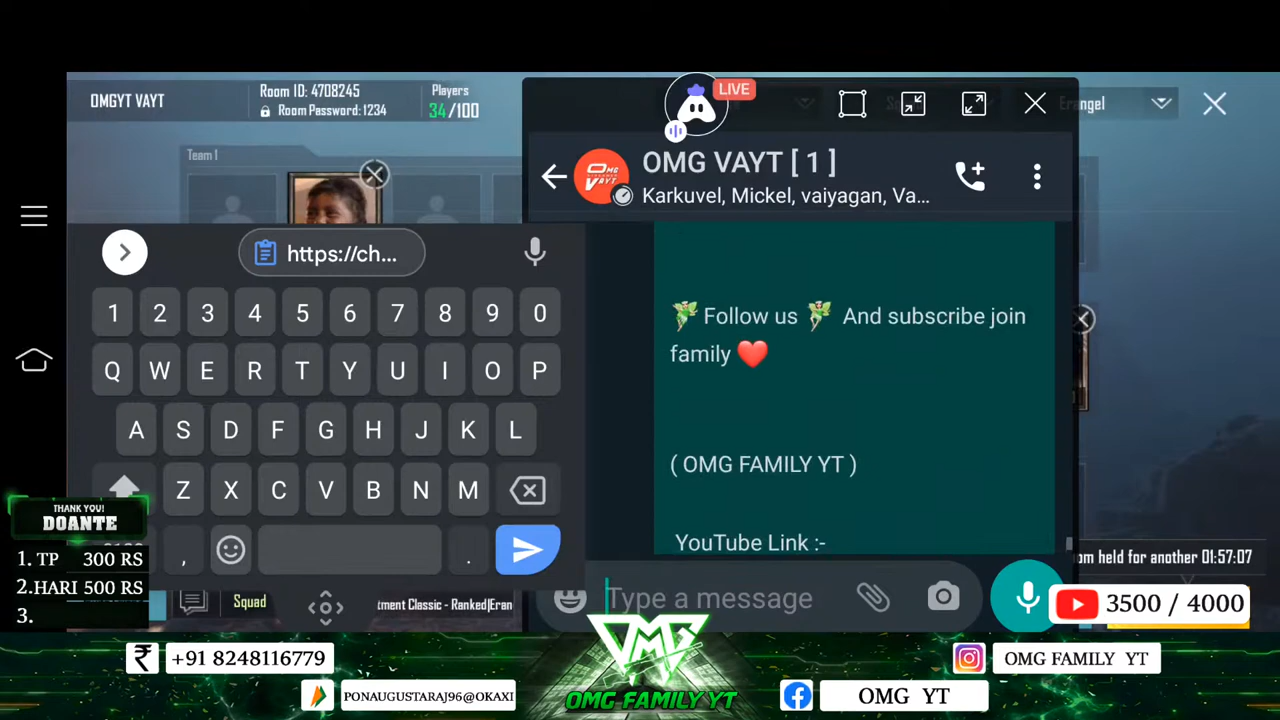 OMGYT VAYT
Room ID: 4708245
Room Password: 1234
Players
34/100
LIVE
Erangel
Team 1
OMG VAYT [ 1 ]
Karkuvel, Mickel, vaiyagan, Va...
OMG
VAYT
https://ch...
1 2 3 4 5 6 7 8 9 0
Q W E R T Y U I O P
A S D F G H J K L
Z X C V B N M
, .
Follow us And subscribe join
family
( OMG FAMILY YT )
YouTube Link :-
Type a message
om held for another 01:57:07
THANK YOU!
DOANTE
1. TP 300 RS
2.HARI 500 RS
3.
Squad
tment Classic - Ranked|Eran
3500 / 4000
₹ +91 8248116779
PONAUGUSTARAJ96@OKAXI
OMG
OMG FAMILY YT
OMG FAMILY YT
OMG YT